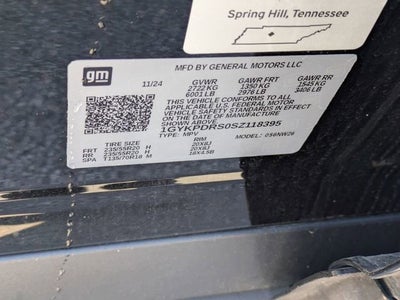 Spring Hill, Tennessee
gm
MFD BY GENERAL MOTORS LLC
11/24 GVWR GAWR FRT GAWR RR
2722 KG 1350 KG 1545 KG
6001 LB 2976 LB 3406 LB
THIS VEHICLE CONFORMS TO ALL
APPLICABLE U.S. FEDERAL MOTOR
VEHICLE SAFETY STANDARDS IN EFFECT
ON THE DATE OF MANUFACTURE
SHOWN ABOVE.
1GYKPDRS0SZ118395
TYPE: MPV MODEL: 6SMNW26
TIRE SIZE RIM
FRT 235/55R20 H 20X8J
RR 235/55R20 H 20X8J
SPA T135/70R18 M 18X4.5B